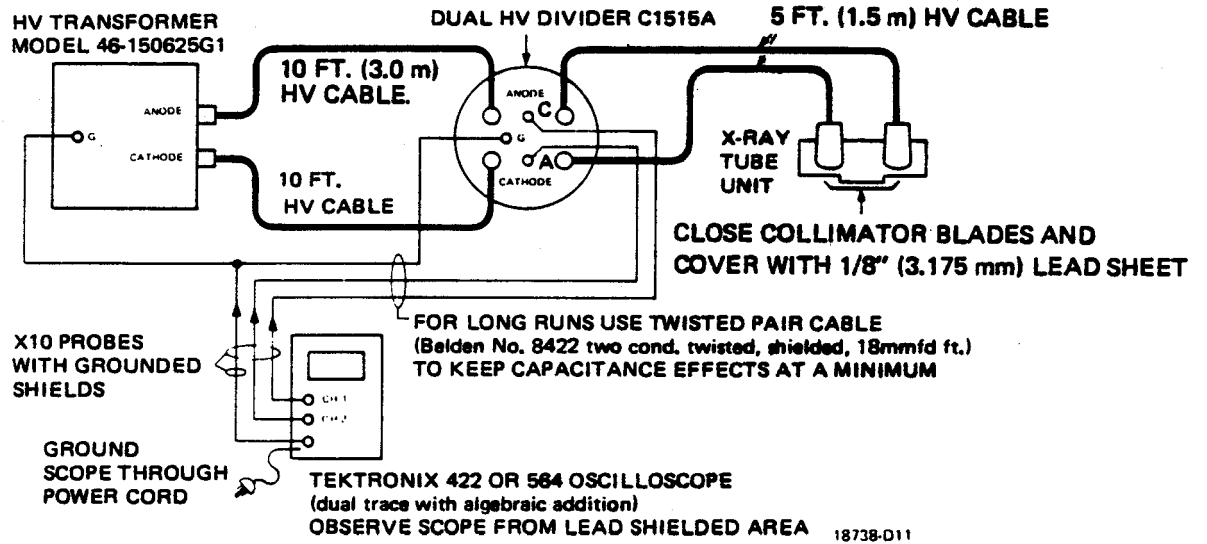 HV TRANSFORMER
MODEL 46-150625G1
DUAL HV DIVIDER C1515A
5 FT. (1.5 m) HV CABLE
10 FT. (3.0 m)
HV CABLE.
ANODE
G
CATHODE
ANODE
C
G
A
CATHODE
10 FT.
HV CABLE
X-RAY
TUBE
UNIT
CLOSE COLLIMATOR BLADES AND
COVER WITH 1/8" (3.175 mm) LEAD SHEET
FOR LONG RUNS USE TWISTED PAIR CABLE
(Belden No. 8422 two cond. twisted, shielded, 18mmfd ft.)
TO KEEP CAPACITANCE EFFECTS AT A MINIMUM
X10 PROBES
WITH GROUNDED
SHIELDS
CH 1
CH 2
GROUND
SCOPE THROUGH
POWER CORD
TEKTRONIX 422 OR 564 OSCILLOSCOPE
(dual trace with algebraic addition)
OBSERVE SCOPE FROM LEAD SHIELDED AREA
18738-D11